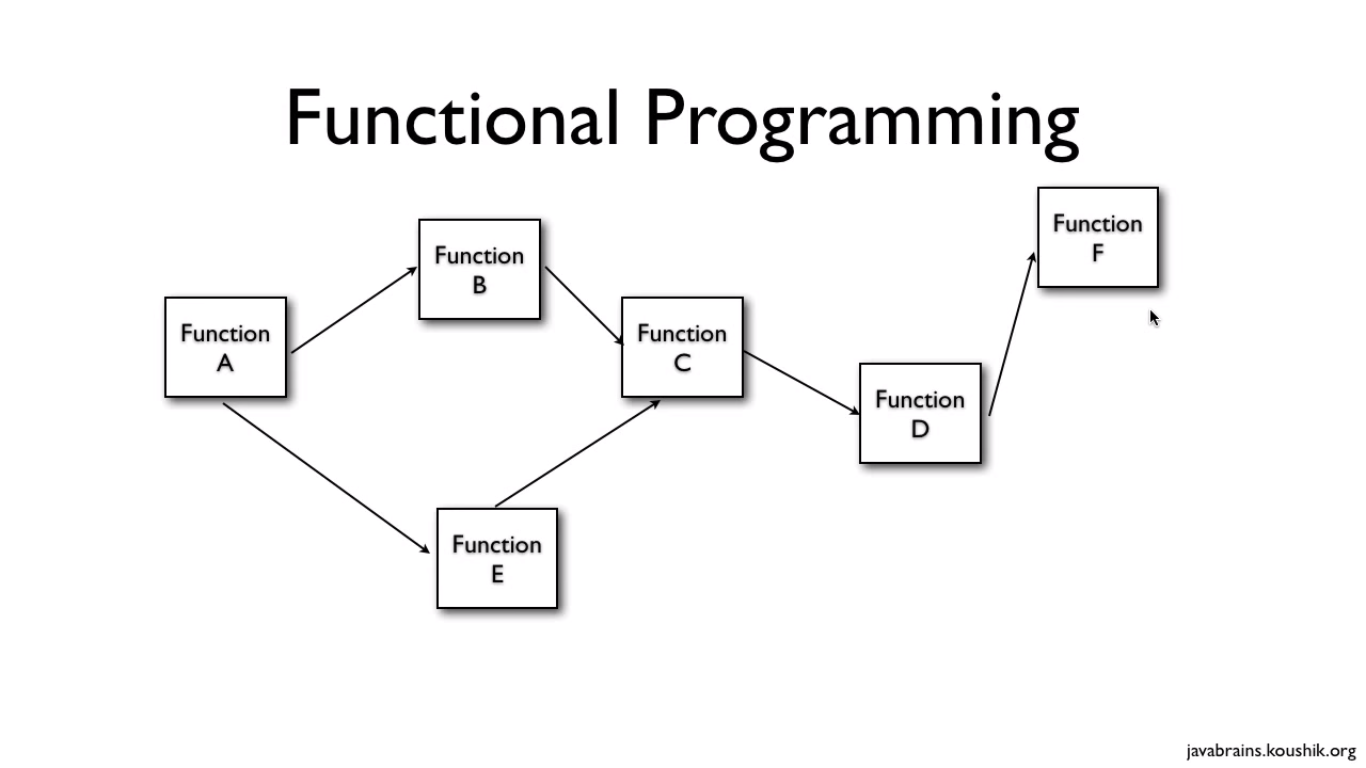 Functional Programming
Function
F
Function
B
Function
A
Function
C
Function
D
Function
E
javabrains.koushik.org